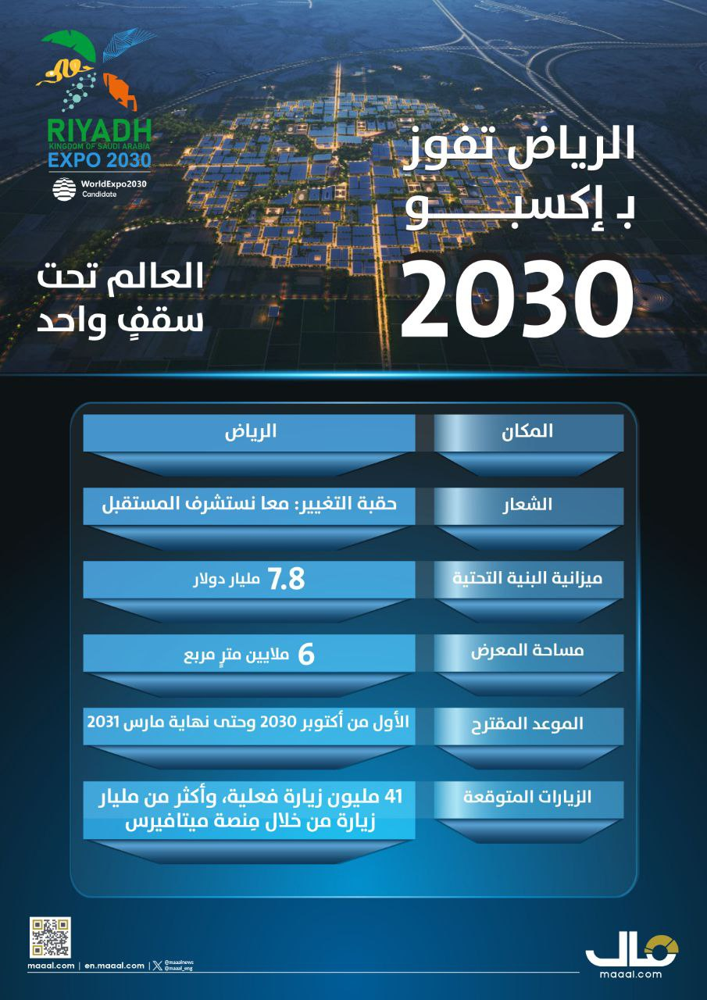 RIYADH
KINGDOM OF SAUDI ARABIA
EXPO 2030
WorldExpo2030
Candidate
الرياض تفوز
بـ إكسبـــــــو
2030
العالم تحت
سقفٍ واحد
المكان
الرياض
الشعار
حقبة التغيير: معا نستشرف المستقبل
ميزانية البنية التحتية
7.8 مليار دولار
مساحة المعرض
6 ملايين مترٍ مربع
الموعد المقترح
الأول من أكتوبر 2030 وحتى نهاية مارس 2031
الزيارات المتوقعة
41 مليون زيارة فعلية، وأكثر من مليار
زيارة من خلال مِنصة ميتافيرس
maaal.com | en.maaal.com | X @maaalnews
@maaal_eng
مال
maaal.com